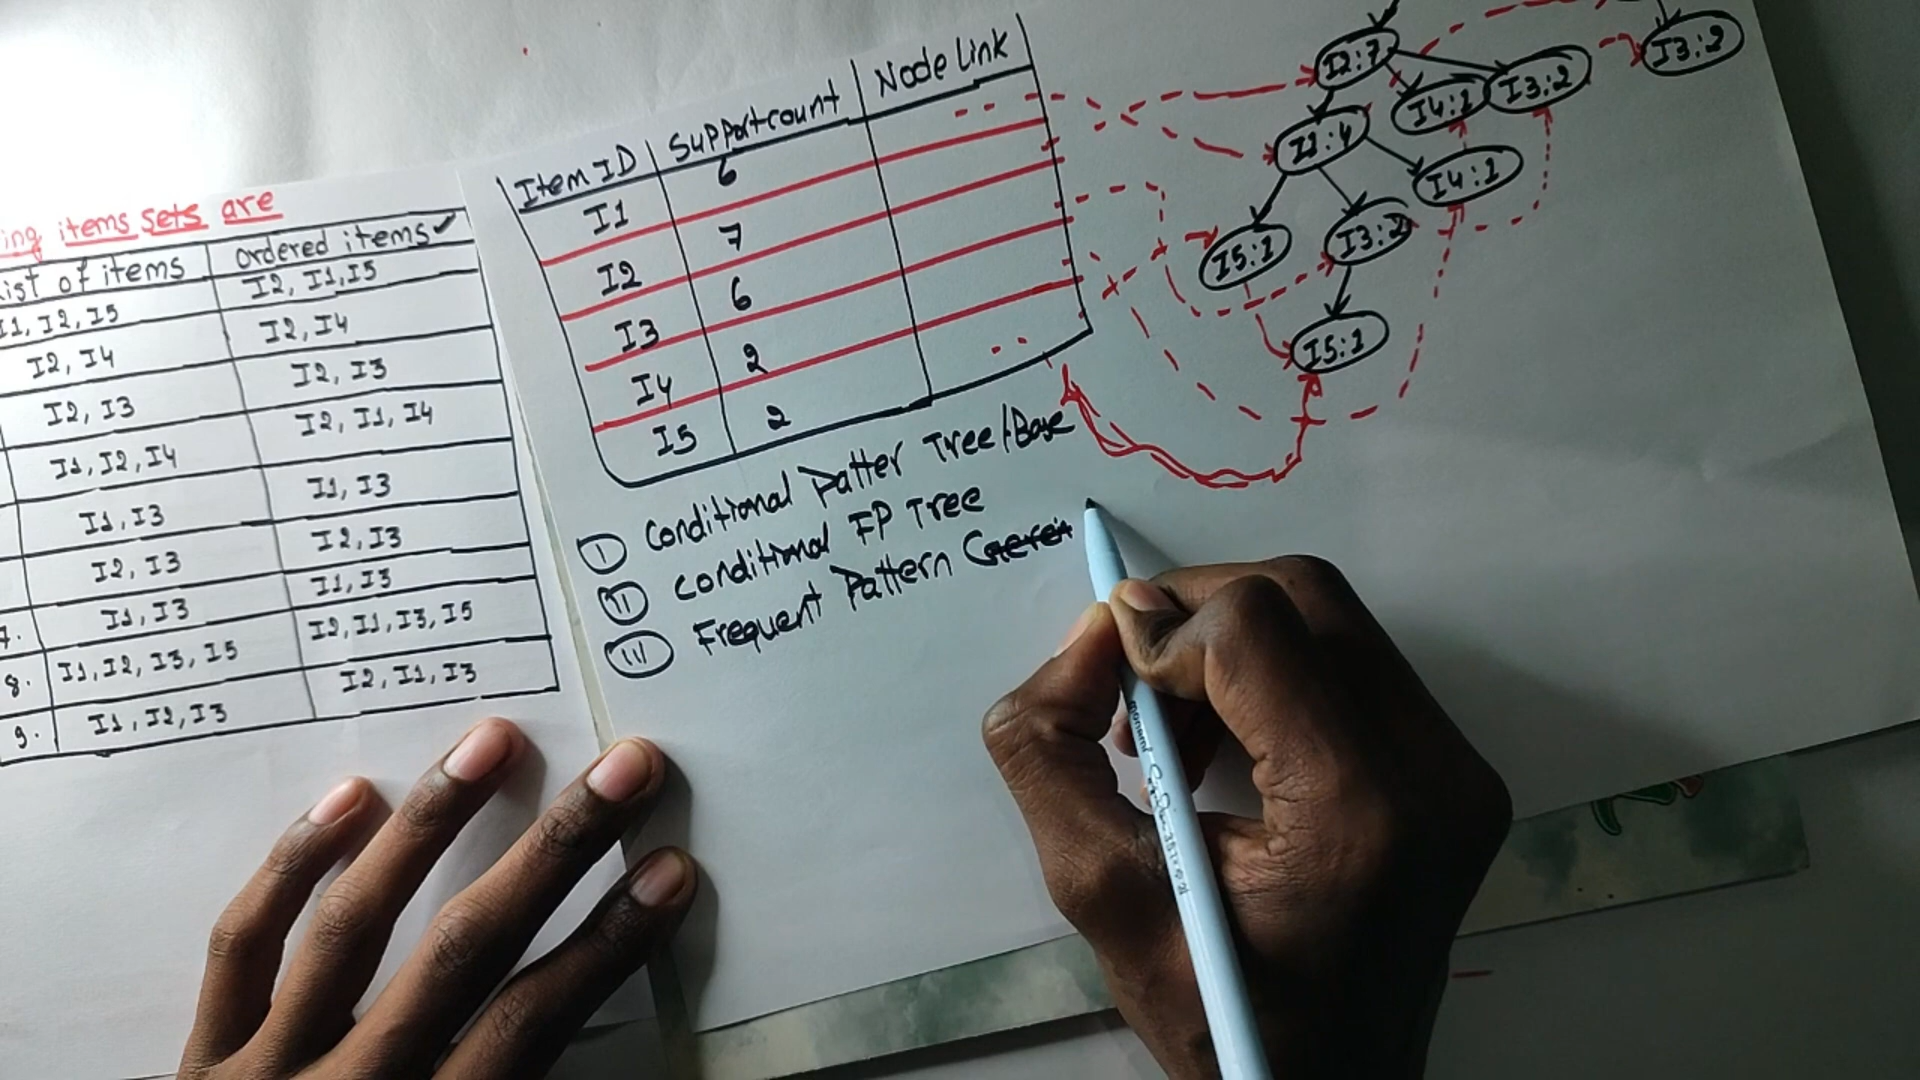 ing items sets are
List of items ordered items✓
I1, I2, I5 I2, I1, I5
I2, I4 I2, I4
I2, I3 I2, I3
I1, I2, I4 I2, I1, I4
I1, I3 I1, I3
I2, I3 I2, I3
7. I1, I3 I1, I3
8. I1, I2, I3, I5 I2, I1, I3, I5
9. I1, I2, I3 I2, I1, I3
Item ID Support count Node Link
I1 6
I2 7
I3 6
I4 2
I5 2
I Conditional Patter Tree/Base
II Conditional FP Tree
III Frequent Pattern
I2:7
I4:1
I3:2
I3:2
I1:4
I4:1
I5:1
I3:2
I5:1